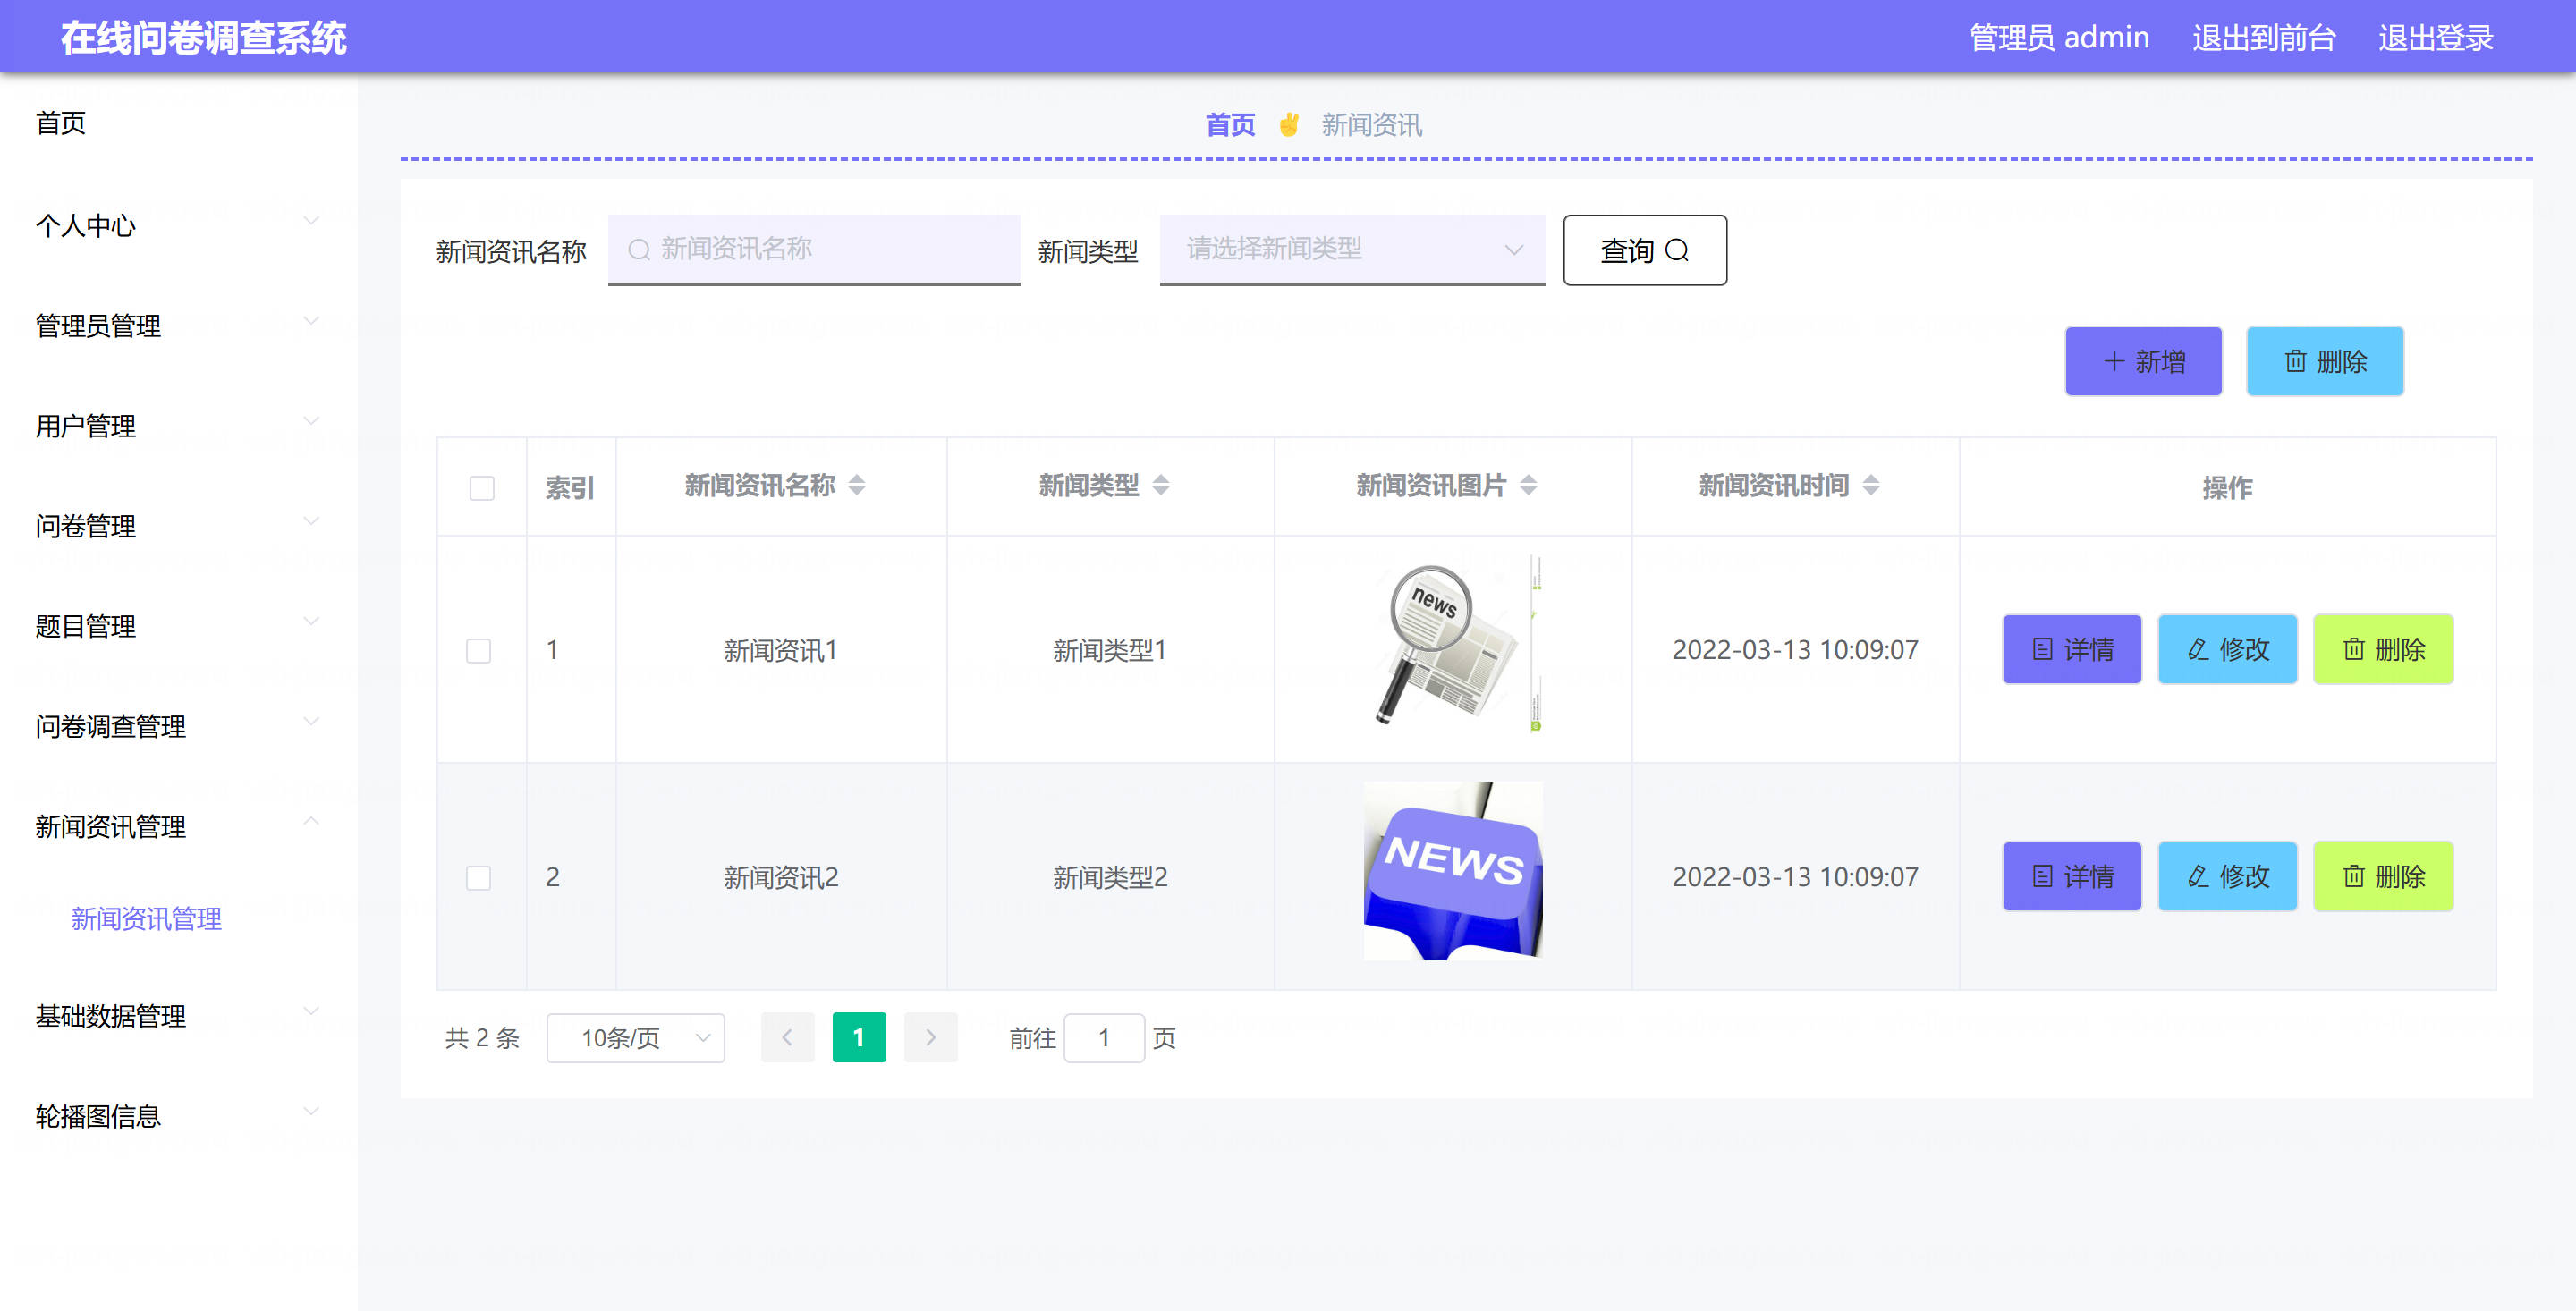 在线问卷调查系统
管理员 admin 退出到前台 退出登录
首页
个人中心
管理员管理
用户管理
问卷管理
题目管理
问卷调查管理
新闻资讯管理
新闻资讯管理
基础数据管理
轮播图信息
首页 ✌ 新闻资讯
新闻资讯名称 新闻资讯名称 新闻类型 请选择新闻类型 查询
新增 删除
索引 新闻资讯名称 新闻类型 新闻资讯图片 新闻资讯时间 操作
news
1 新闻资讯1 新闻类型1 2022-03-13 10:09:07 详情 修改 删除
NEWS
2 新闻资讯2 新闻类型2 2022-03-13 10:09:07 详情 修改 删除
共 2 条 10条/页 1 前往 1 页